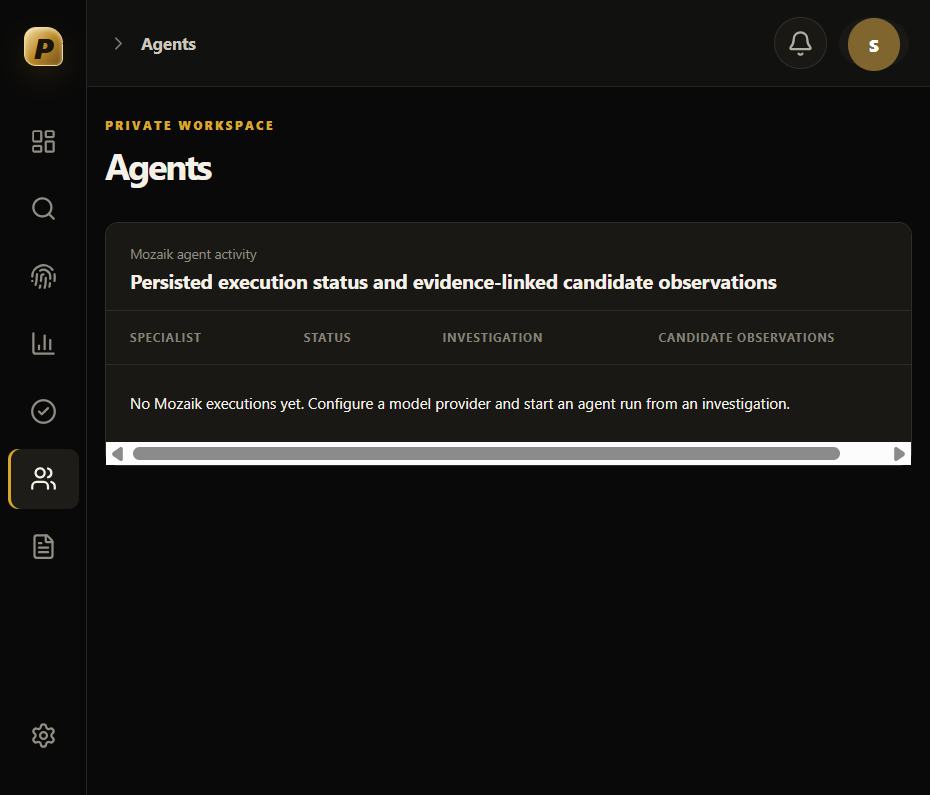 P
Agents
S
PRIVATE WORKSPACE
Agents
Mozaik agent activity
Persisted execution status and evidence-linked candidate observations
SPECIALIST STATUS INVESTIGATION CANDIDATE OBSERVATIONS
No Mozaik executions yet. Configure a model provider and start an agent run from an investigation.